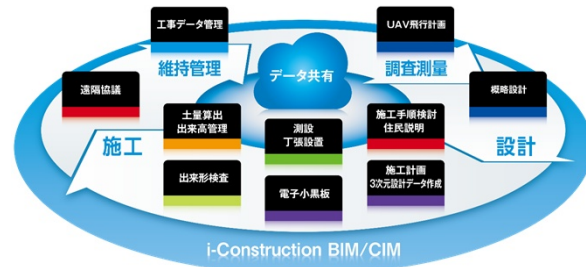 工事データ管理
UAV飛行計画
維持管理
データ共有
調査測量
遠隔協議
概略設計
土量算出
出来高管理
測設
丁張設置
施工手順検討
住民説明
施工
設計
出来形検査
電子小黒板
施工計画
3次元設計データ作成
i-Construction BIM/CIM